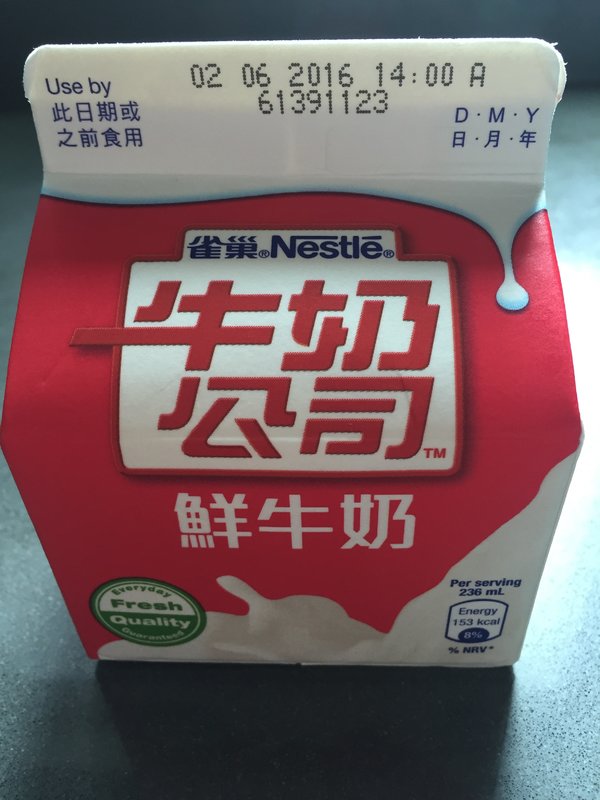 Use by
此日期或
之前食用
02 06 2016 14:00 A
61391123
D·M·Y
日·月·年
雀巢®Nestlé®
牛奶
公司™
鮮牛奶
Everyday
Fresh
Quality
Guaranteed
Per serving
236 mL
Energy
153 kcal
8%
% NRV*